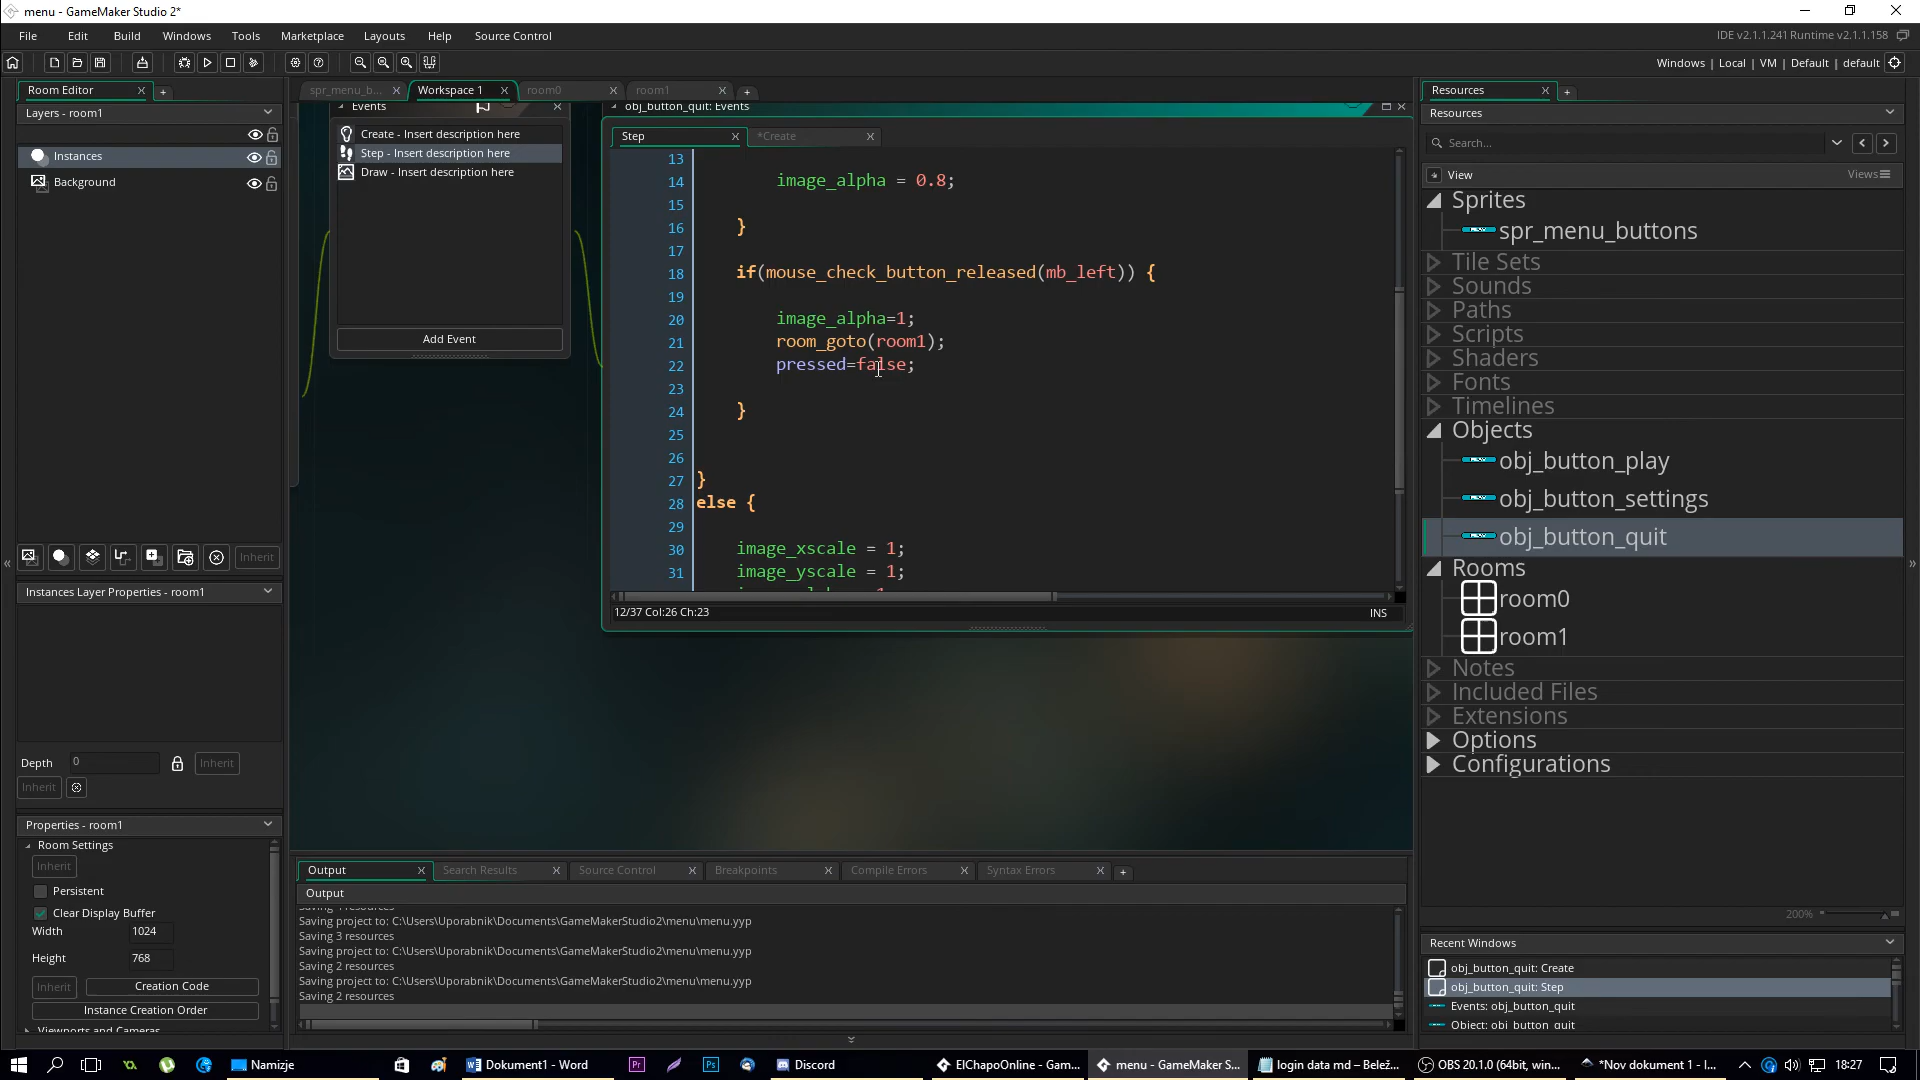 menu - GameMaker Studio 2*
File Edit Build Windows Tools Marketplace Layouts Help Source Control
IDE v2.1.1.241 Runtime v2.1.1.158
Windows | Local | VM | Default | default
Room Editor
Layers - room1
Instances
Background
Inherit
Instances Layer Properties - room1
Depth 0 Inherit
Inherit
Properties - room1
Room Settings
Inherit
Persistent
Clear Display Buffer
Width 1024
Height 768
Inherit Creation Code
Instance Creation Order
Viewports and Cameras
spr_menu_b... Workspace 1 room0 room1
Events
Create - Insert description here
Step - Insert description here
Draw - Insert description here
Add Event
obj_button_quit: Events
Step *Create
13
14 image_alpha = 0.8;
15
16 }
17
18 if(mouse_check_button_released(mb_left)) {
19
20 image_alpha=1;
21 room_goto(room1);
22 pressed=false;
23
24 }
25
26
27 }
28 else {
29
30 image_xscale = 1;
31 image_yscale = 1;
12/37 Col:26 Ch:23 INS
Output Search Results Source Control Breakpoints Compile Errors Syntax Errors
Output
Saving project to: C:\Users\Uporabnik\Documents\GameMakerStudio2\menu\menu.yyp
Saving 3 resources
Saving project to: C:\Users\Uporabnik\Documents\GameMakerStudio2\menu\menu.yyp
Saving 2 resources
Saving project to: C:\Users\Uporabnik\Documents\GameMakerStudio2\menu\menu.yyp
Saving 2 resources
Resources
Resources
Search...
View Views
Sprites
spr_menu_buttons
Tile Sets
Sounds
Paths
Scripts
Shaders
Fonts
Timelines
Objects
obj_button_play
obj_button_settings
obj_button_quit
Rooms
room0
room1
Notes
Included Files
Extensions
Options
Configurations
200%
Recent Windows
obj_button_quit: Create
obj_button_quit: Step
Events: obj_button_quit
Object: obj_button_quit
Namizje Dokument1 - Word Discord ElChapoOnline - Gam... menu - GameMaker S... login data md – Belež... OBS 20.1.0 (64bit, win... *Nov dokument 1 - I... 18:27